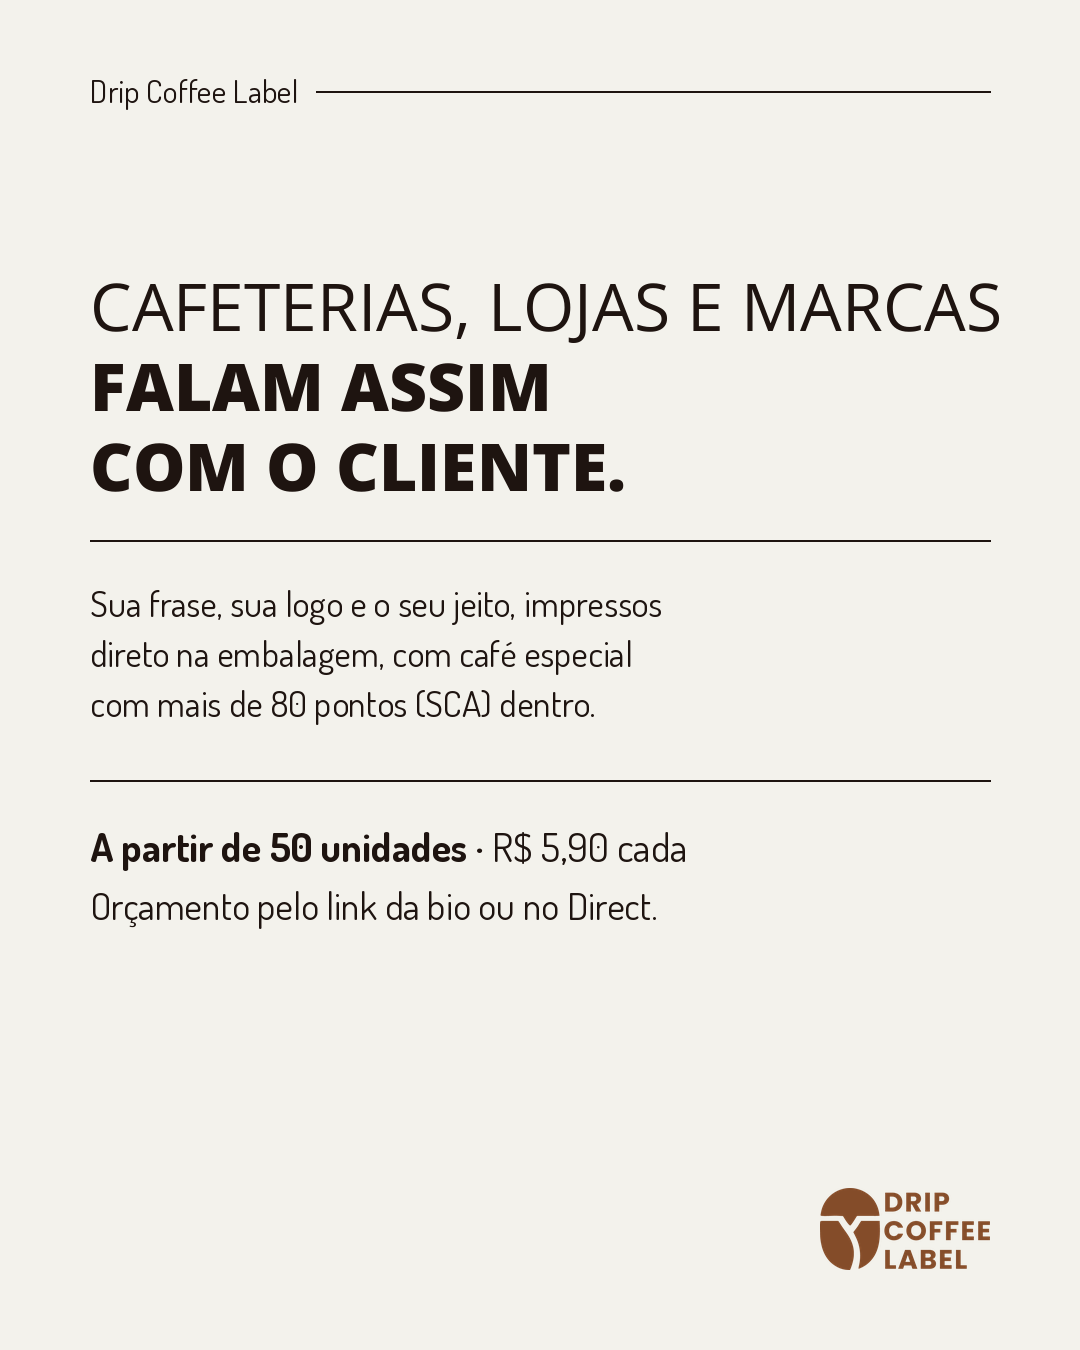 Drip Coffee Label
CAFETERIAS, LOJAS E MARCAS
FALAM ASSIM
COM O CLIENTE.
Sua frase, sua logo e o seu jeito, impressos
direto na embalagem, com café especial
com mais de 80 pontos (SCA) dentro.
A partir de 50 unidades · R$ 5,90 cada
Orçamento pelo link da bio ou no Direct.
DRIP
COFFEE
LABEL